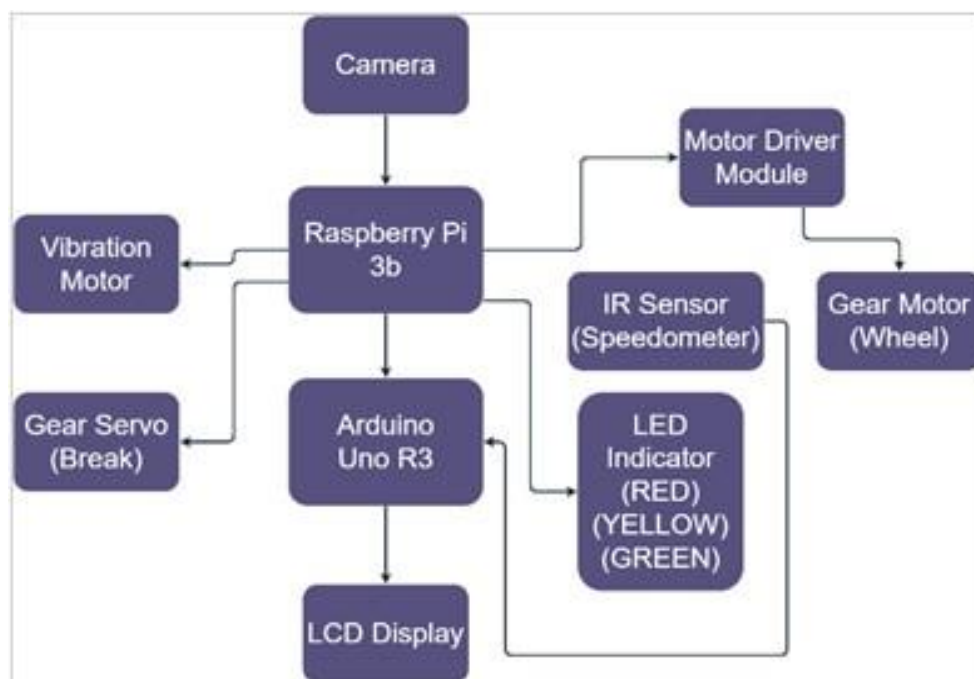 Camera
Motor Driver
Module
Raspberry Pi
3b
Vibration
Motor
IR Sensor
(Speedometer)
Gear Motor
(Wheel)
Gear Servo
(Break)
Arduino
Uno R3
LED
Indicator
(RED)
(YELLOW)
(GREEN)
LCD Display